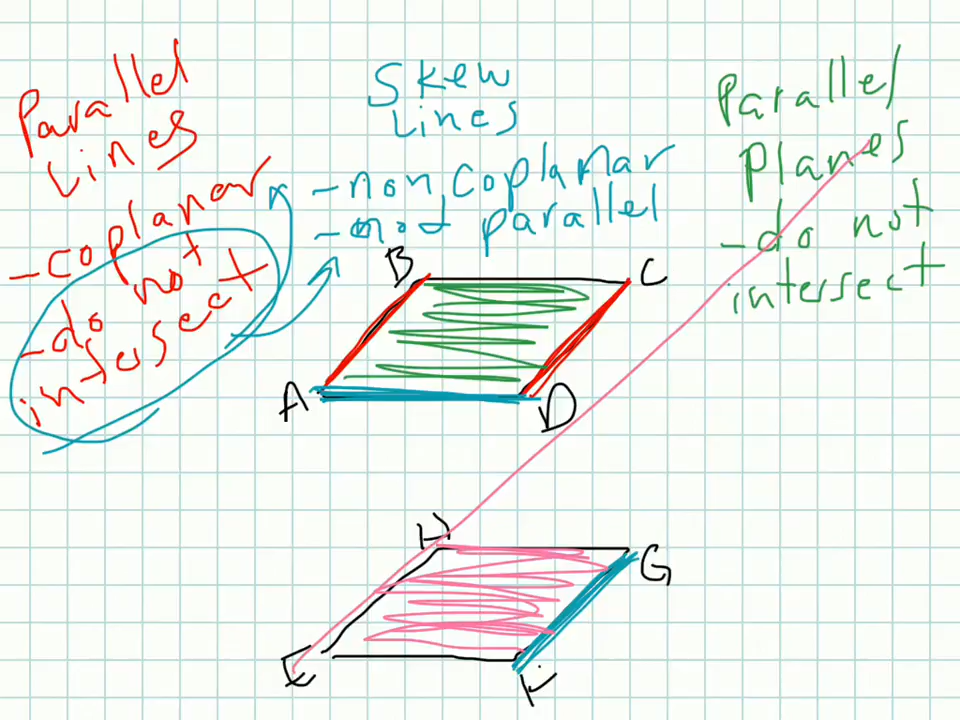 Parallel
Lines
-coplanar
-do not
intersect
Skew
Lines
-non coplanar
-not parallel
Parallel
Planes
-do not
intersect
B
C
A
D
H
G
E
F